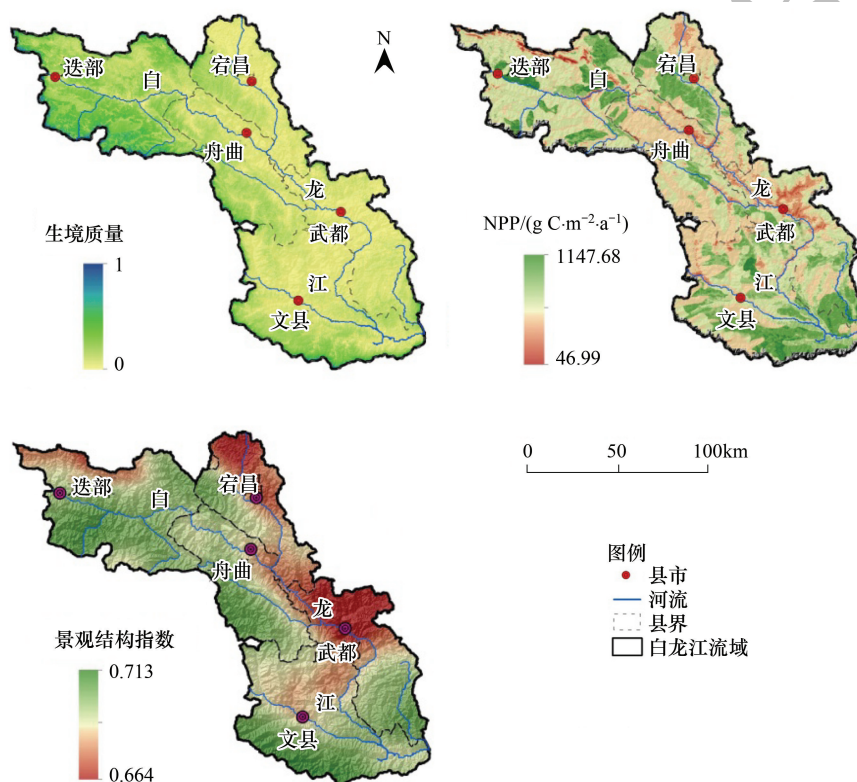 迭部
白
宕昌
舟曲
龙
武都
江
文县
生境质量
1
0
N
迭部
白
宕昌
舟曲
龙
武都
江
文县
NPP/(g C·m⁻²·a⁻¹)
1147.68
46.99
迭部
白
宕昌
舟曲
龙
武都
江
文县
景观结构指数
0.713
0.664
0 50 100km
图例
县市
河流
县界
白龙江流域